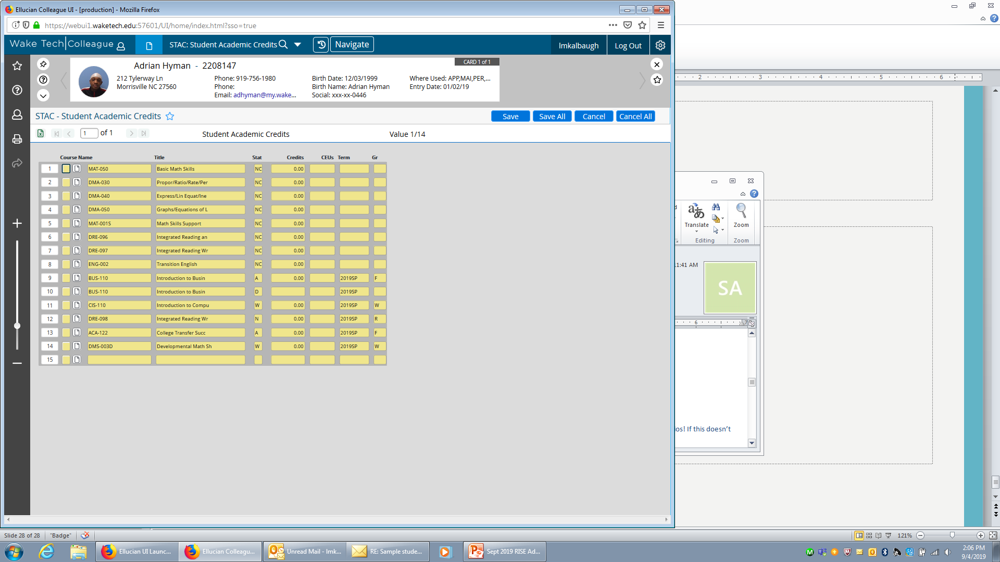 Ellucian Colleague UI - [production] - Mozilla Firefox
https://webui1.waketech.edu:57601/UI/home/index.html?sso=true
Wake Tech Colleague
STAC: Student Academic Credits
Navigate
lmkalbaugh
Log Out
CARD 1 of 1
Adrian Hyman - 2208147
212 Tylerway Ln
Morrisville NC 27560
Phone: 919-756-1980
Phone:
Email: adhyman@my.wake...
Birth Date: 12/03/1999
Birth Name: Adrian Hyman
Social: xxx-xx-0446
Where Used: APP,MAI,PER,...
Entry Date: 01/02/19
STAC - Student Academic Credits
Save
Save All
Cancel
Cancel All
1 of 1
Student Academic Credits
Value 1/14
Course Name Title Stat Credits CEUs Term Gr
1 MAT-050 Basic Math Skills NC 0.00
2 DMA-030 Propor/Ratio/Rate/Per NC 0.00
3 DMA-040 Express/Lin Equat/Ine NC 0.00
4 DMA-050 Graphs/Equations of L NC 0.00
5 MAT-001S Math Skills Support NC 0.00
6 DRE-096 Integrated Reading an NC 0.00
7 DRE-097 Integrated Reading Wr NC 0.00
8 ENG-002 Transition English NC 0.00
9 BUS-110 Introduction to Busin A 0.00 2019SP F
10 BUS-110 Introduction to Busin D 2019SP
11 CIS-110 Introduction to Compu W 0.00 2019SP W
12 DRE-098 Integrated Reading Wr N 0.00 2019SP R
13 ACA-122 College Transfer Succ A 0.00 2019SP F
14 DMS-003D Developmental Math Sh W 0.00 2019SP W
15
2 3 4 5 6
Translate
Zoom
Editing
Zoom
11:41 AM
SA
6 7
ios! If this doesn't
Slide 28 of 28
"Badge"
121%
Ellucian UI Launc...
Ellucian Colleagu...
Unread Mail - lmk...
RE: Sample stude...
Sept 2019 RISE Ad...
2:06 PM
9/4/2019